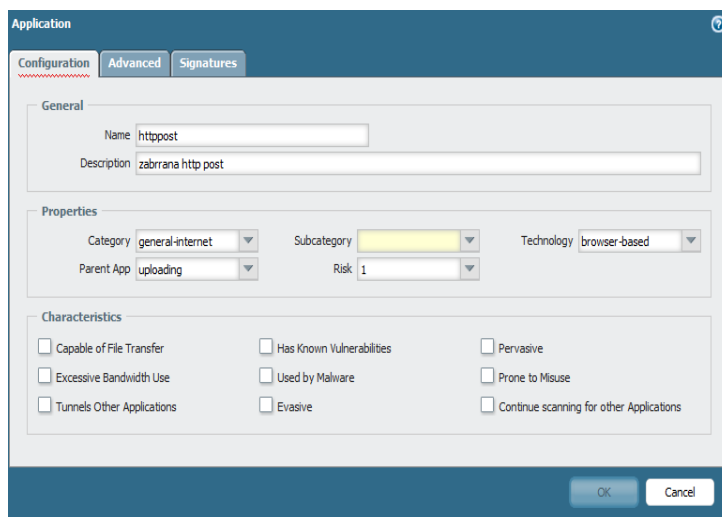 Application
Configuration Advanced Signatures
General
Name httppost
Description zabrrana http post
Properties
Category general-internet Subcategory Technology browser-based
Parent App uploading Risk 1
Characteristics
Capable of File Transfer Has Known Vulnerabilities Pervasive
Excessive Bandwidth Use Used by Malware Prone to Misuse
Tunnels Other Applications Evasive Continue scanning for other Applications
OK Cancel